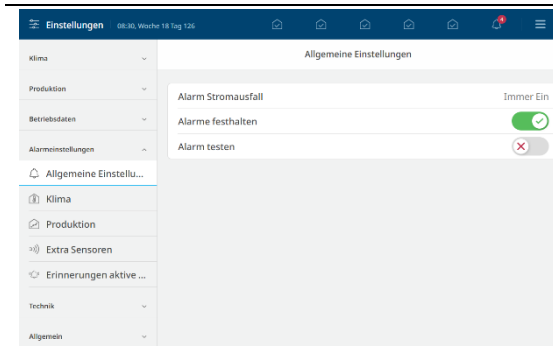 Einstellungen 08:30, Woche 18 Tag 126
4
Klima
Produktion
Betriebsdaten
Alarmeinstellungen
Allgemeine Einstellu...
Klima
Produktion
Extra Sensoren
Erinnerungen aktive ...
Technik
Allgemein
Allgemeine Einstellungen
Alarm Stromausfall Immer Ein
Alarme festhalten
Alarm testen